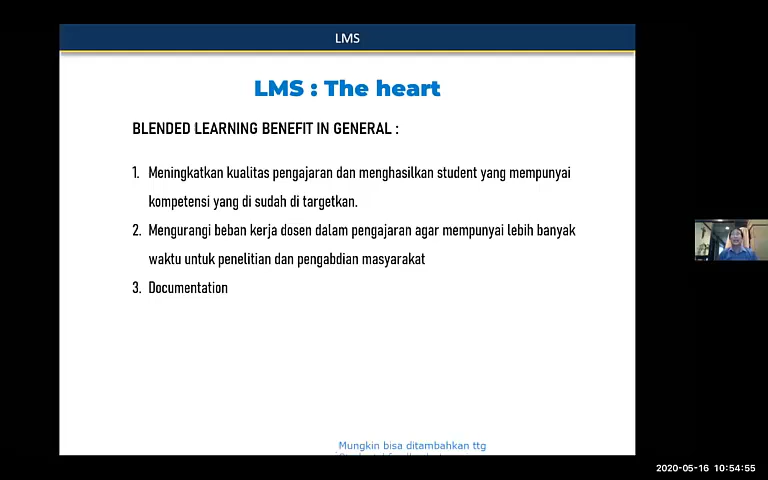 LMS
LMS : The heart
BLENDED LEARNING BENEFIT IN GENERAL :
1. Meningkatkan kualitas pengajaran dan menghasilkan student yang mempunyai
kompetensi yang di sudah di targetkan.
2. Mengurangi beban kerja dosen dalam pengajaran agar mempunyai lebih banyak
waktu untuk penelitian dan pengabdian masyarakat
3. Documentation
Mungkin bisa ditambahkan ttg
2020-05-16 10:54:55